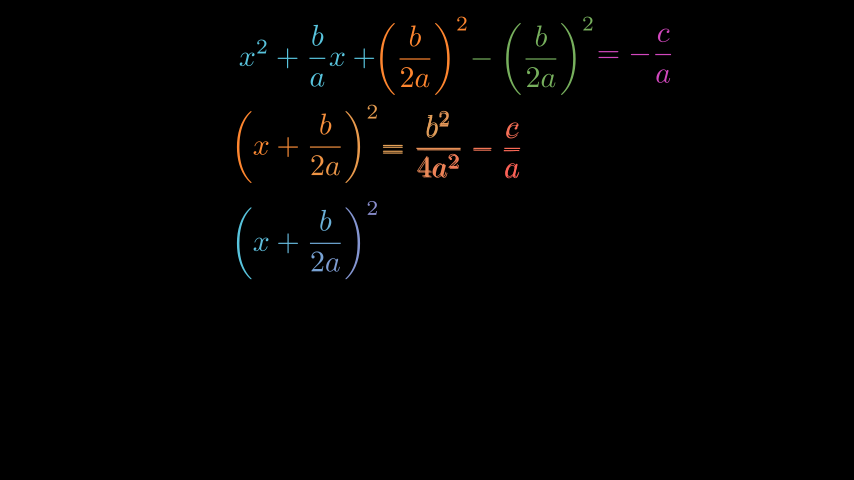 x² + b/a x + (b/2a)² − (b/2a)² = −c/a
(x + b/2a)² = b²/4a² − c/a
(x + b/2a)²